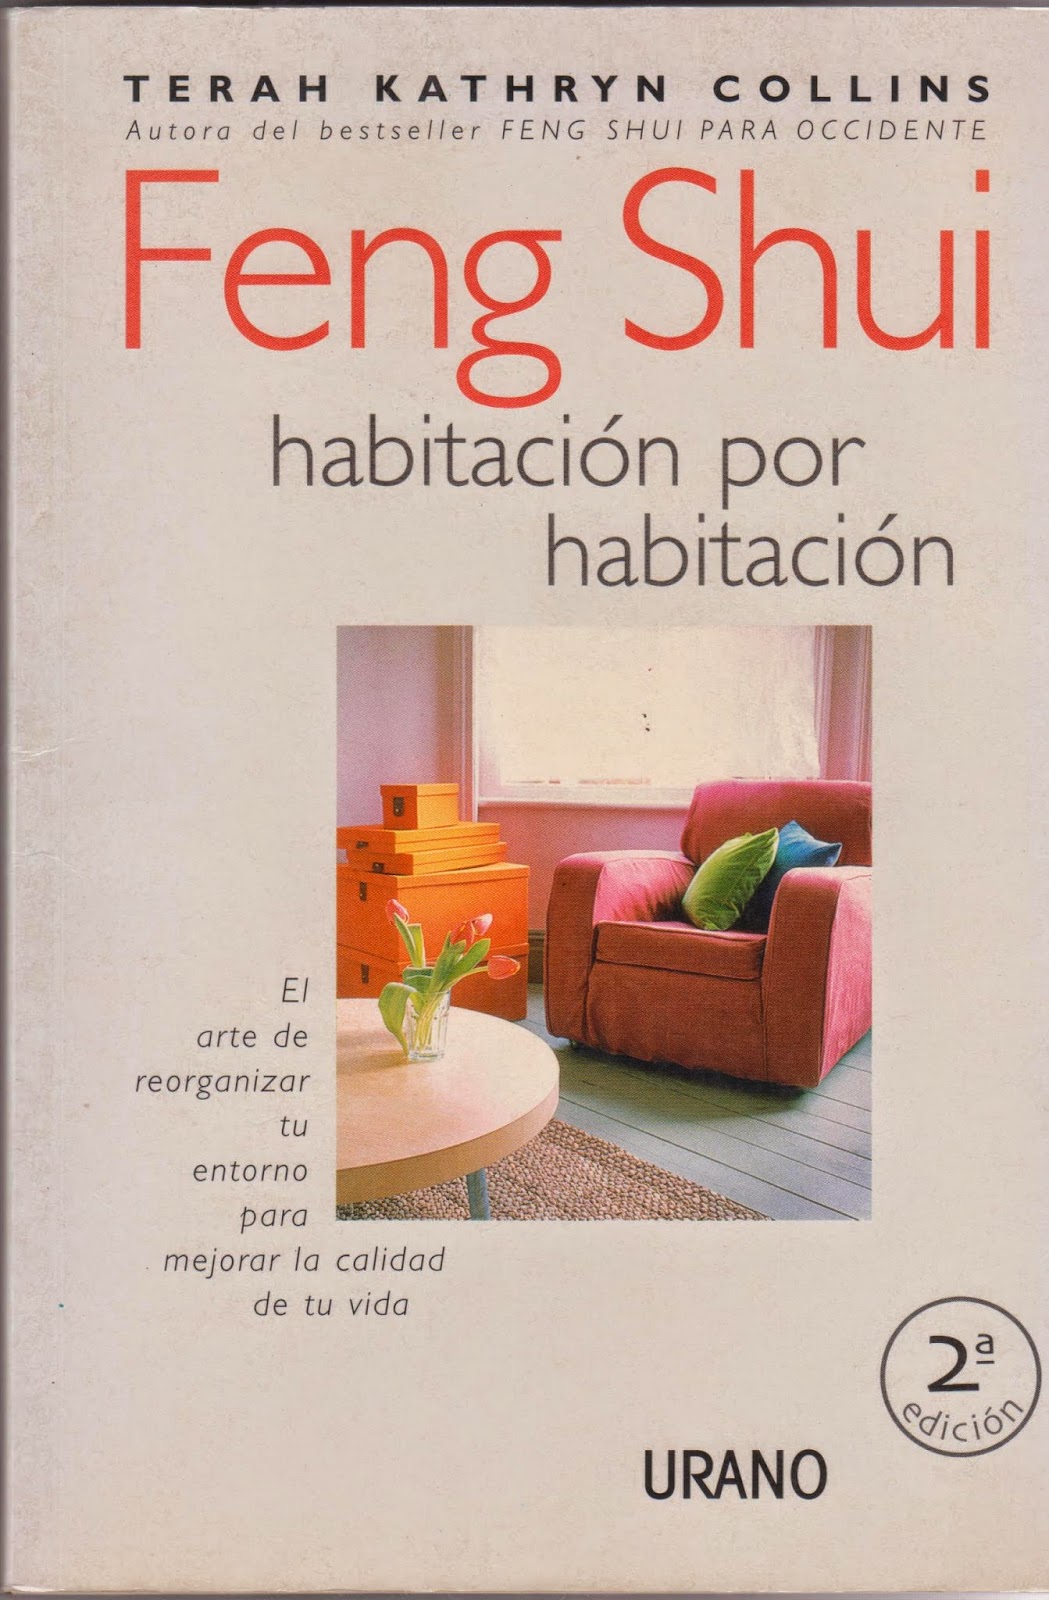 TERAH KATHRYN COLLINS
Autora del bestseller FENG SHUI PARA OCCIDENTE
Feng Shui
habitación por
habitación
El
arte de
reorganizar
tu
entorno
para
mejorar la calidad
de tu vida
2ª
edición
URANO